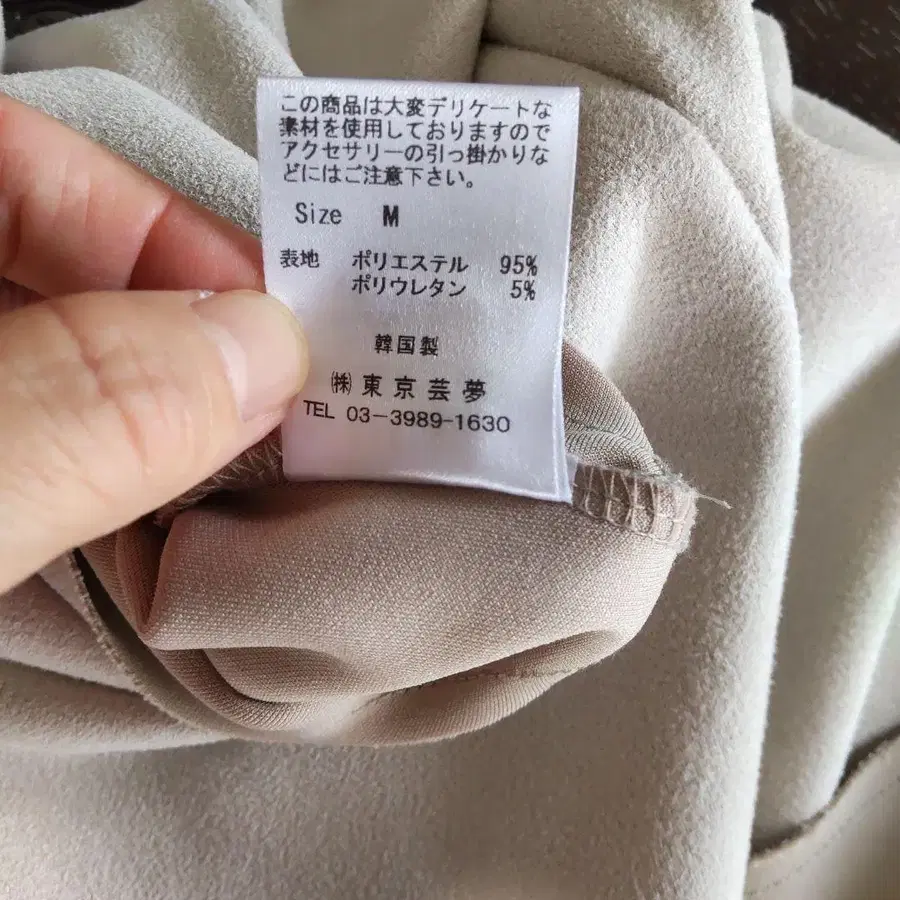 この商品は大変デリケートな
素材を使用しておりますので
アクセサリーの引っ掛かりな
どにはご注意下さい。
Size M
表地 ポリエステル 95%
ポリウレタン 5%
韓国製
㈱東京芸夢
TEL 03-3989-1630